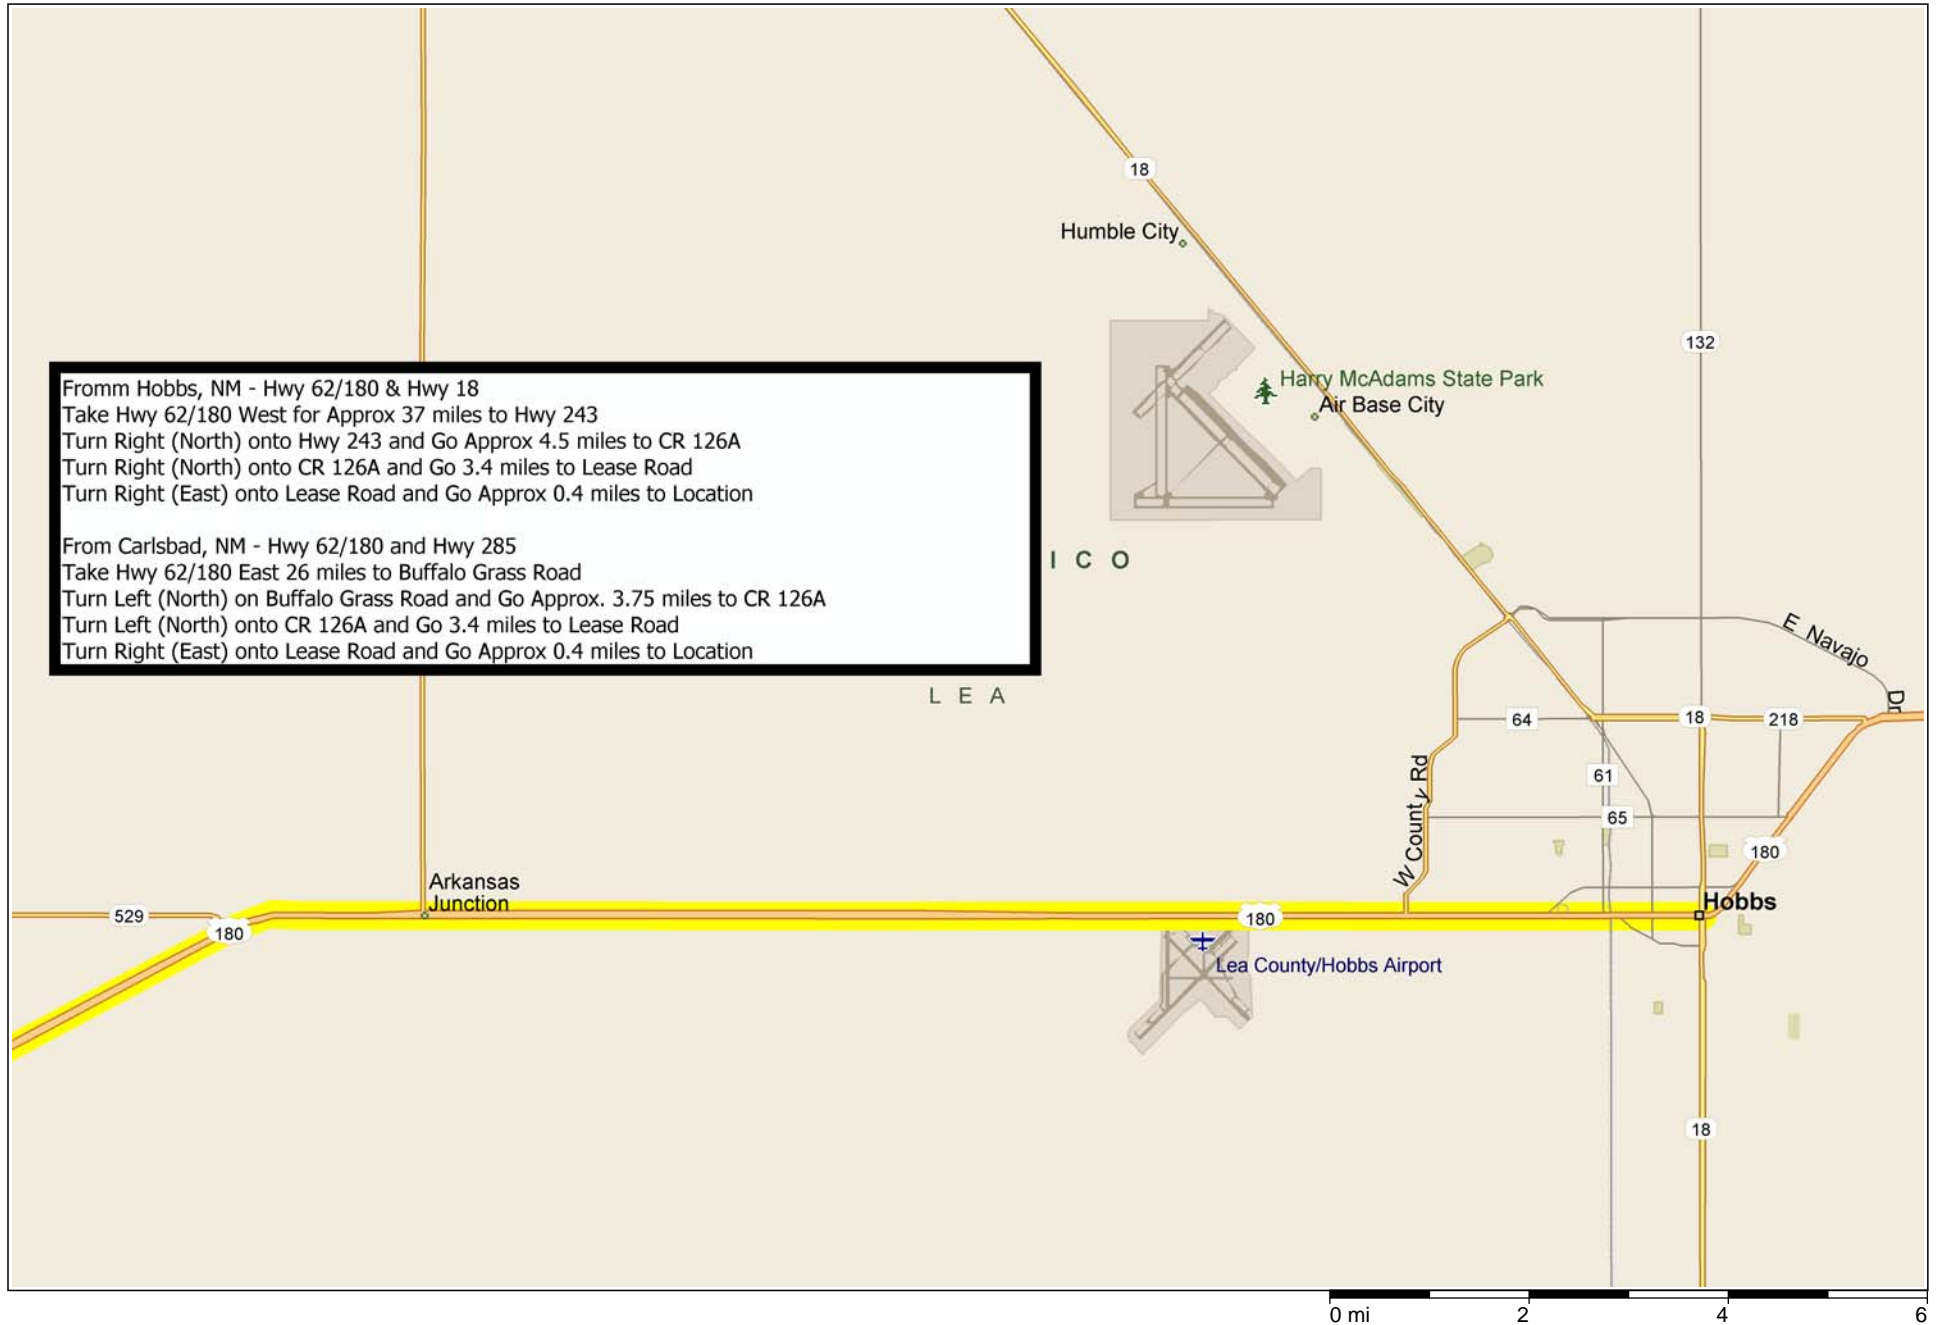 18
Humble City
132
Harry McAdams State Park
Air Base City
Fromm Hobbs, NM - Hwy 62/180 & Hwy 18
Take Hwy 62/180 West for Approx 37 miles to Hwy 243
Turn Right (North) onto Hwy 243 and Go Approx 4.5 miles to CR 126A
Turn Right (North) onto CR 126A and Go 3.4 miles to Lease Road
Turn Right (East) onto Lease Road and Go Approx 0.4 miles to Location
From Carlsbad, NM - Hwy 62/180 and Hwy 285
Take Hwy 62/180 East 26 miles to Buffalo Grass Road
Turn Left (North) on Buffalo Grass Road and Go Approx. 3.75 miles to CR 126A
Turn Left (North) onto CR 126A and Go 3.4 miles to Lease Road
Turn Right (East) onto Lease Road and Go Approx 0.4 miles to Location
I C O
E Navajo Dr
L E A
64
18
218
W County Rd
61
65
180
Arkansas
Junction
Hobbs
529
180
180
Lea County/Hobbs Airport
18
0 mi 2 4 6